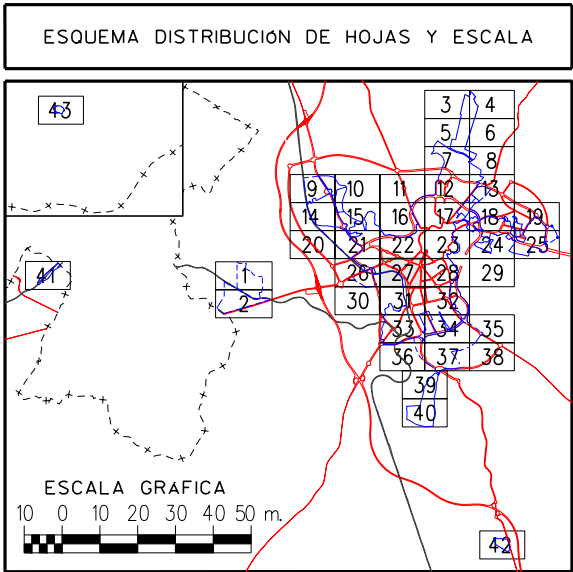 ESQUEMA DISTRIBUCIóN DE HOJAS Y ESCALA
43
3 4
5 6
7 8
9 10 11 12 13
14 15 16 17 18 19
20 21 22 23 24 25
41 1 26 27 28 29
2 30 31 32
33 34 35
36 37 38
39
40
ESCALA GRÁFICA
10 0 10 20 30 40 50 m.
42